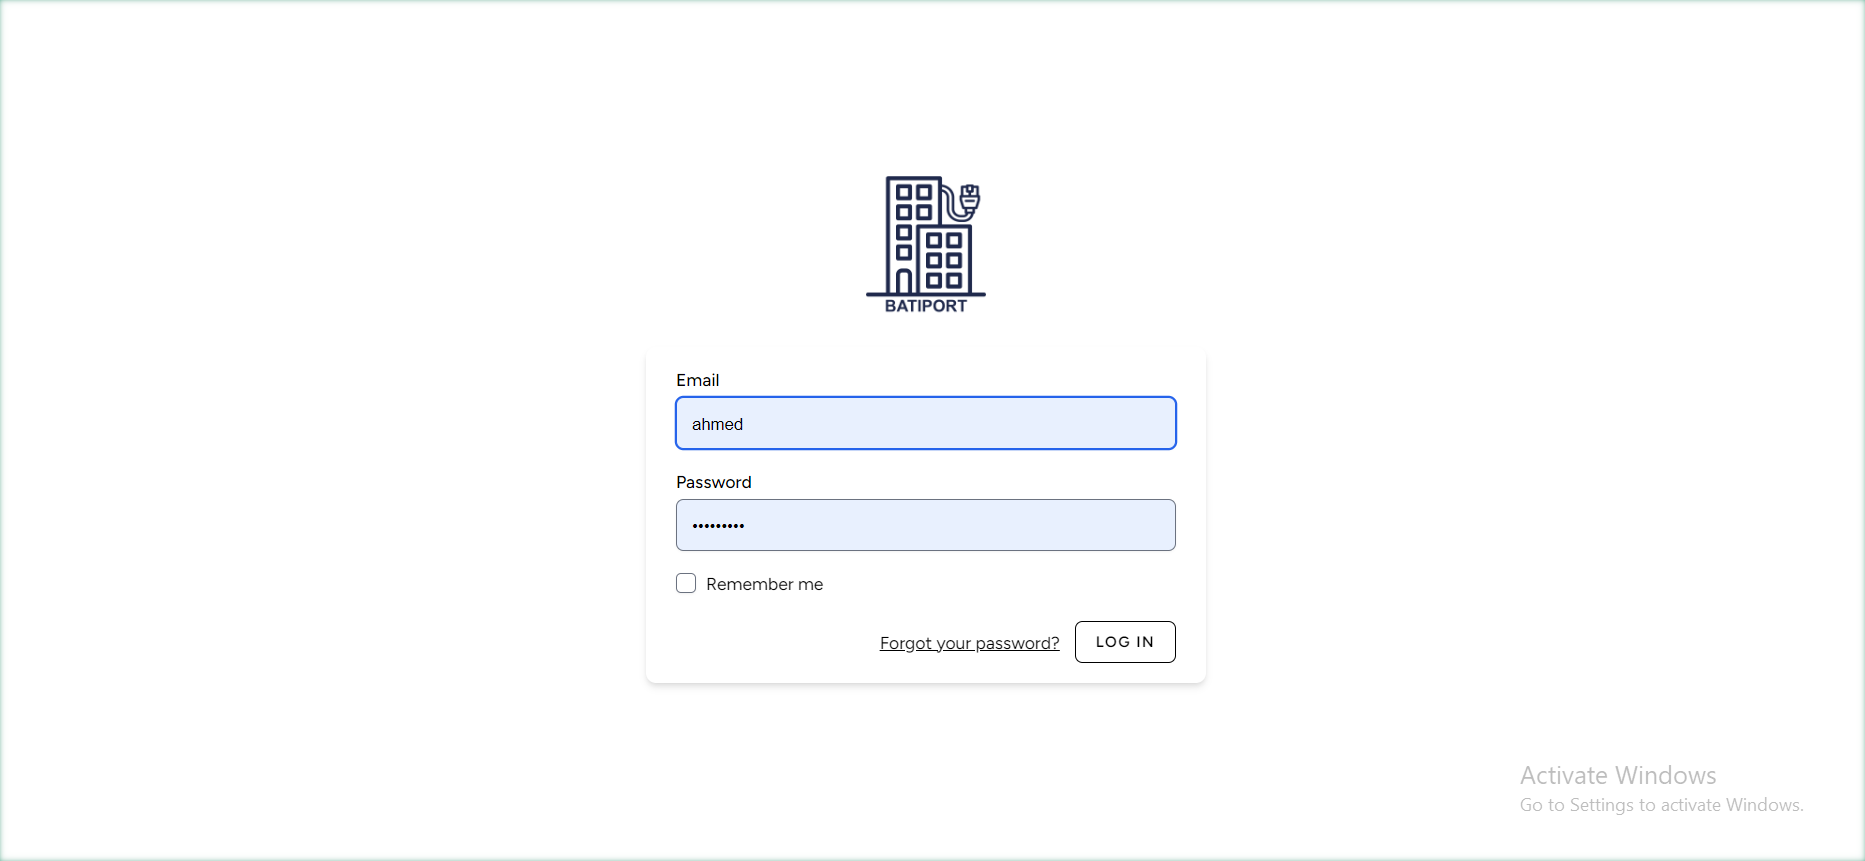 BATIPORT
Email
ahmed
Password
•••••••••
Remember me
Forgot your password? LOG IN
Activate Windows
Go to Settings to activate Windows.